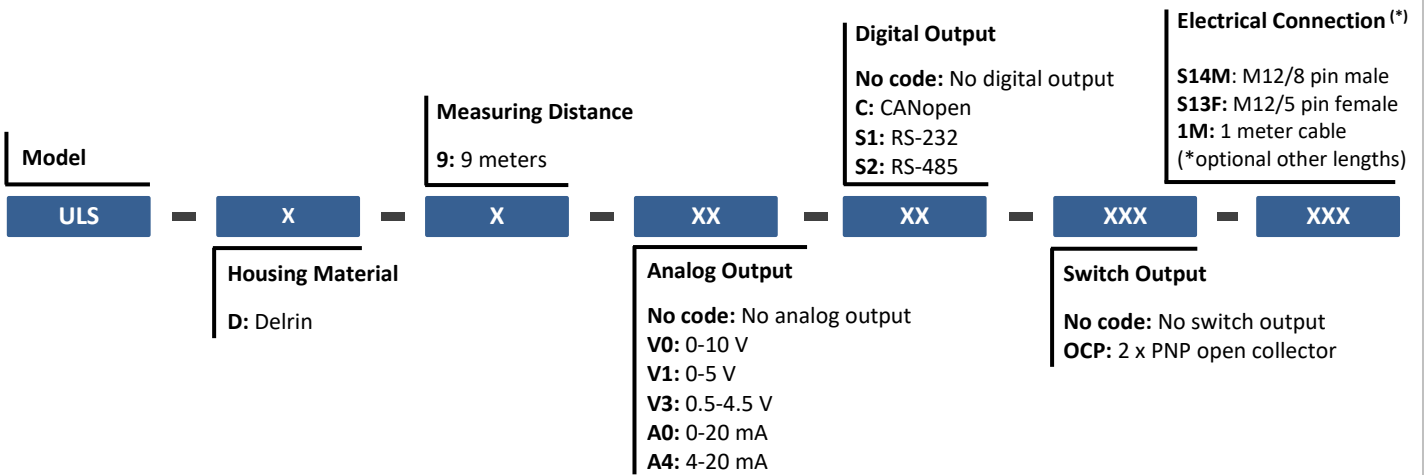 Model
Measuring Distance
9: 9 meters
Digital Output
No code: No digital output
C: CANopen
S1: RS-232
S2: RS-485
Electrical Connection (*)
S14M: M12/8 pin male
S13F: M12/5 pin female
1M: 1 meter cable
(*optional other lengths)
ULS - X - X - XX - XX - XXX - XXX
Housing Material
D: Delrin
Analog Output
No code: No analog output
V0: 0-10 V
V1: 0-5 V
V3: 0.5-4.5 V
A0: 0-20 mA
A4: 4-20 mA
Switch Output
No code: No switch output
OCP: 2 x PNP open collector